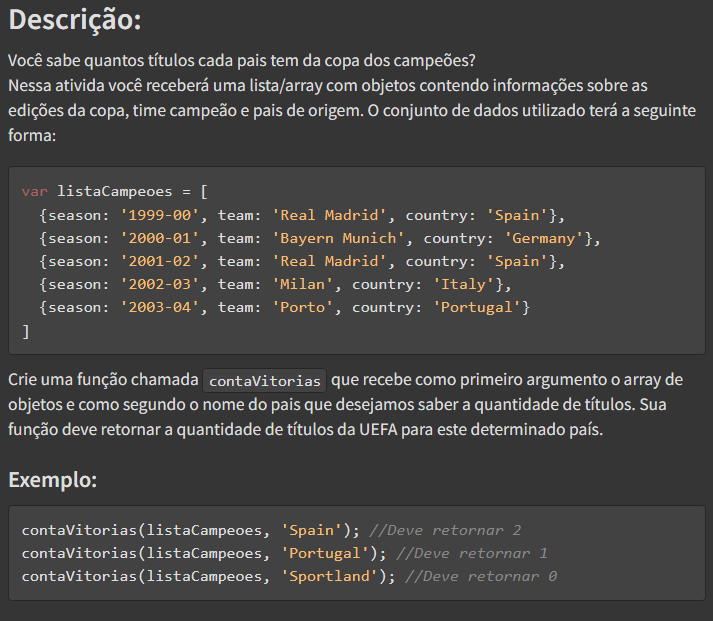 Descrição:
Você sabe quantos títulos cada pais tem da copa dos campeões?
Nessa ativida você receberá uma lista/array com objetos contendo informações sobre as
edições da copa, time campeão e pais de origem. O conjunto de dados utilizado terá a seguinte
forma:
var listaCampeoes = [
  {season: '1999-00', team: 'Real Madrid', country: 'Spain'},
  {season: '2000-01', team: 'Bayern Munich', country: 'Germany'},
  {season: '2001-02', team: 'Real Madrid', country: 'Spain'},
  {season: '2002-03', team: 'Milan', country: 'Italy'},
  {season: '2003-04', team: 'Porto', country: 'Portugal'}
]
Crie uma função chamada contaVitorias que recebe como primeiro argumento o array de
objetos e como segundo o nome do pais que desejamos saber a quantidade de títulos. Sua
função deve retornar a quantidade de títulos da UEFA para este determinado país.
Exemplo:
contaVitorias(listaCampeoes, 'Spain'); //Deve retornar 2
contaVitorias(listaCampeoes, 'Portugal'); //Deve retornar 1
contaVitorias(listaCampeoes, 'Sportland'); //Deve retornar 0